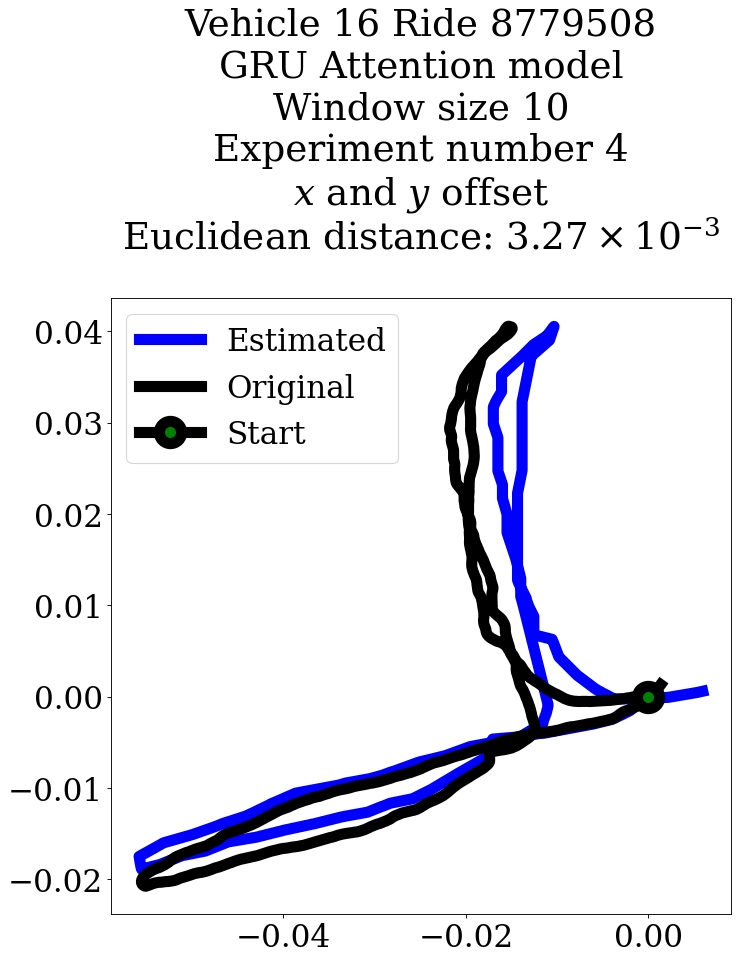 Vehicle 16 Ride 8779508
GRU Attention model
Window size 10
Experiment number 4
x and y offset
Euclidean distance: 3.27 × 10⁻³
Estimated
Original
Start
0.04
0.03
0.02
0.01
0.00
−0.01
−0.02
−0.04
−0.02
0.00